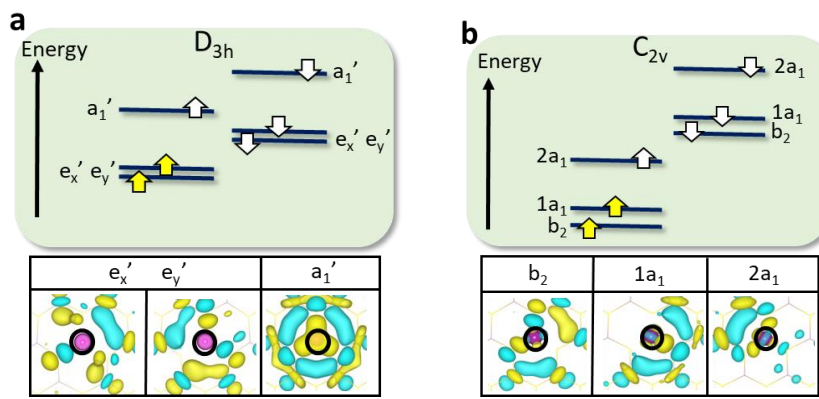 a
D3h
Energy
a1’
a1’
ex’ ey’
ex’ ey’
ex’ ey’ a1’
b
C2v
Energy
2a1
1a1
b2
2a1
1a1
b2
b2 1a1 2a1